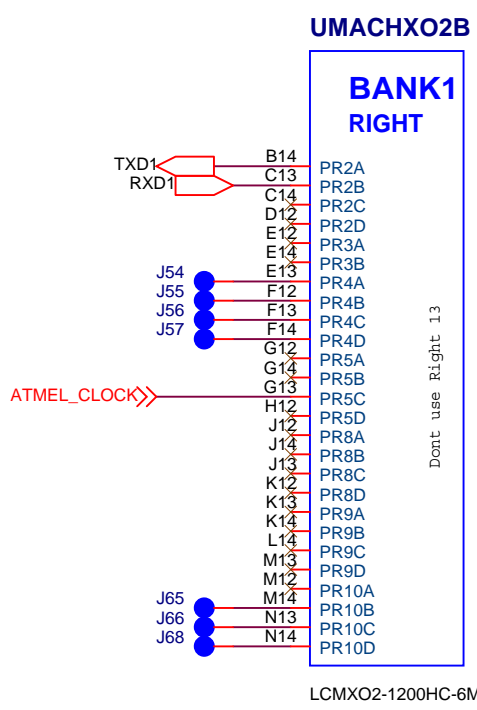 UMACHXO2B
BANK1
RIGHT
TXD1 B14 PR2A
RXD1 C13 PR2B
C14 PR2C
D12 PR2D
E12 PR3A
E14 PR3B
J54 E13 PR4A
J55 F12 PR4B
J56 F13 PR4C
J57 F14 PR4D
G12 PR5A
G14 PR5B
ATMEL_CLOCK G13 PR5C
H12 PR5D
J12 PR8A
J14 PR8B
J13 PR8C
K12 PR8D
K13 PR9A
K14 PR9B
L14 PR9C
M13 PR9D
M12 PR10A
J65 M14 PR10B
J66 N13 PR10C
J68 N14 PR10D
Dont use Right 13
LCMXO2-1200HC-6M